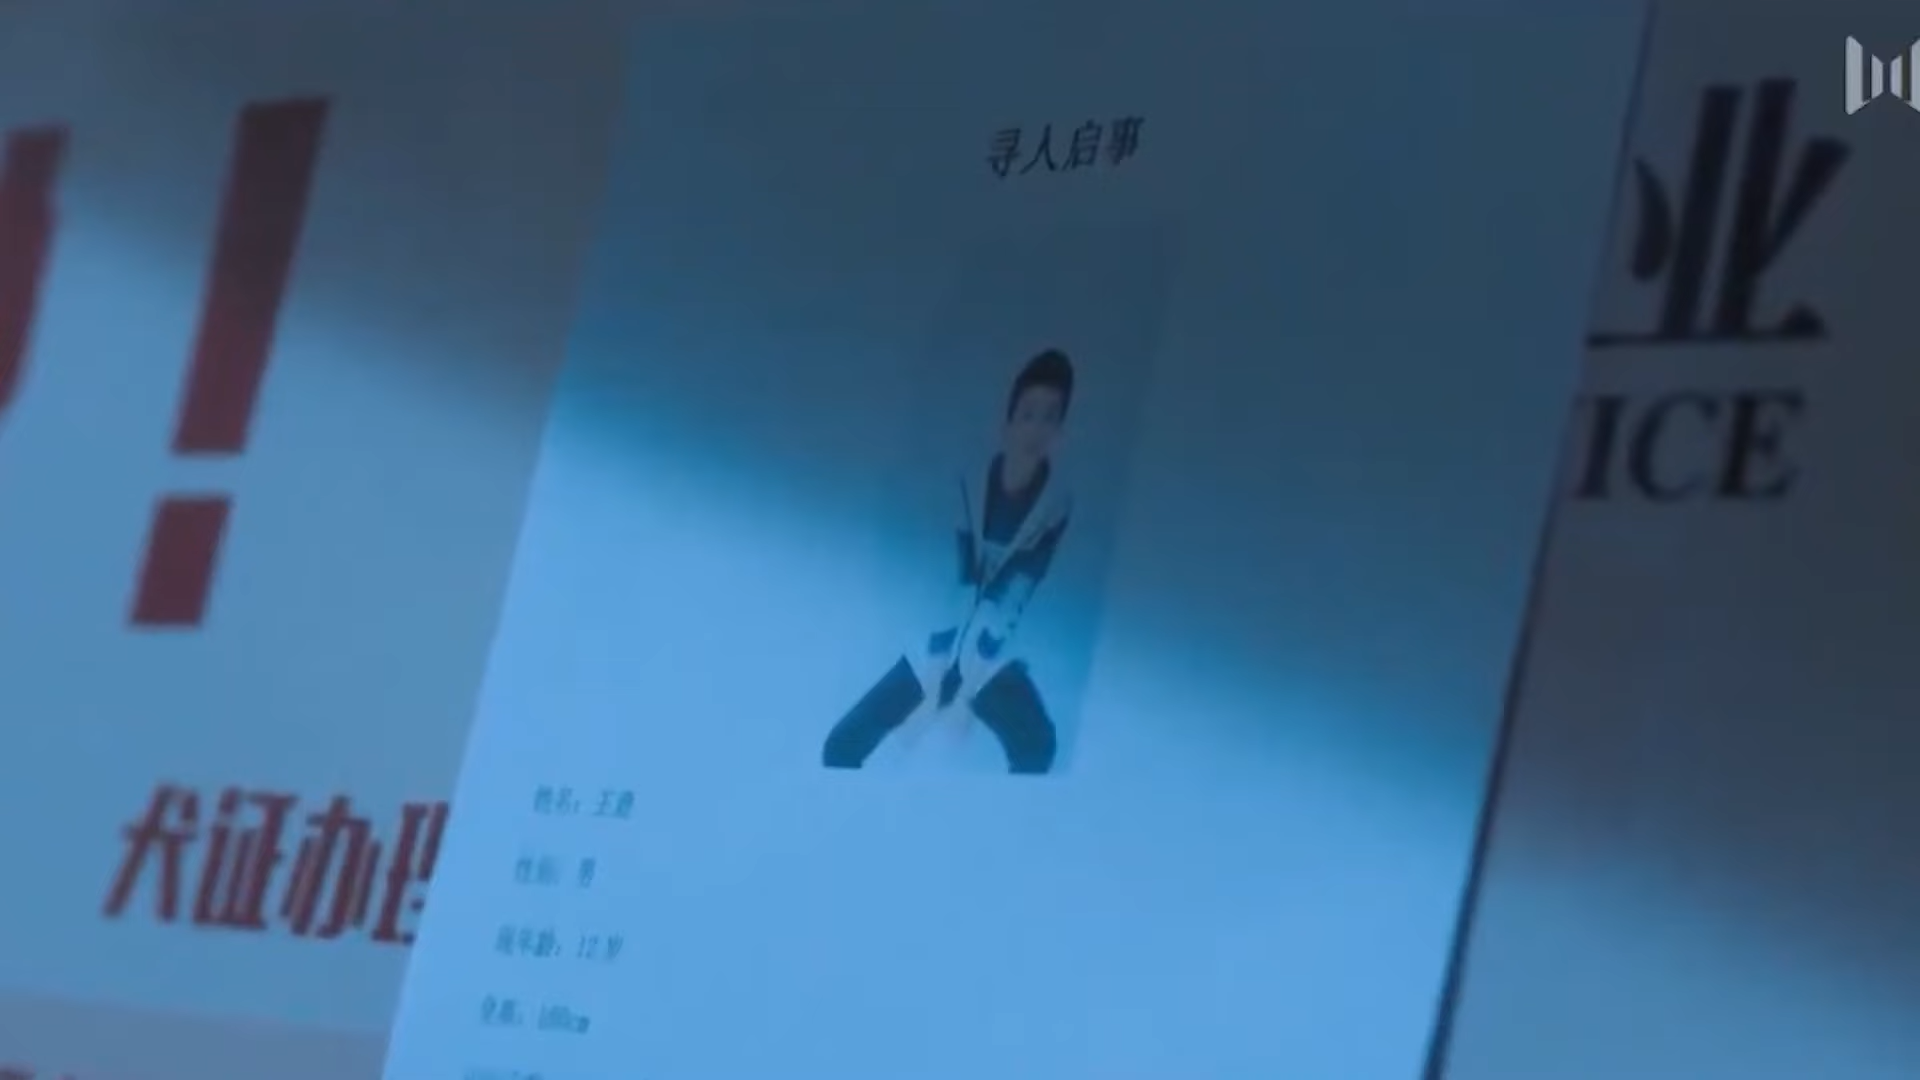 ！
犬证办理
寻人启事
姓名：王意
性别：男
现年龄：12岁
身高：160cm
业
ICE